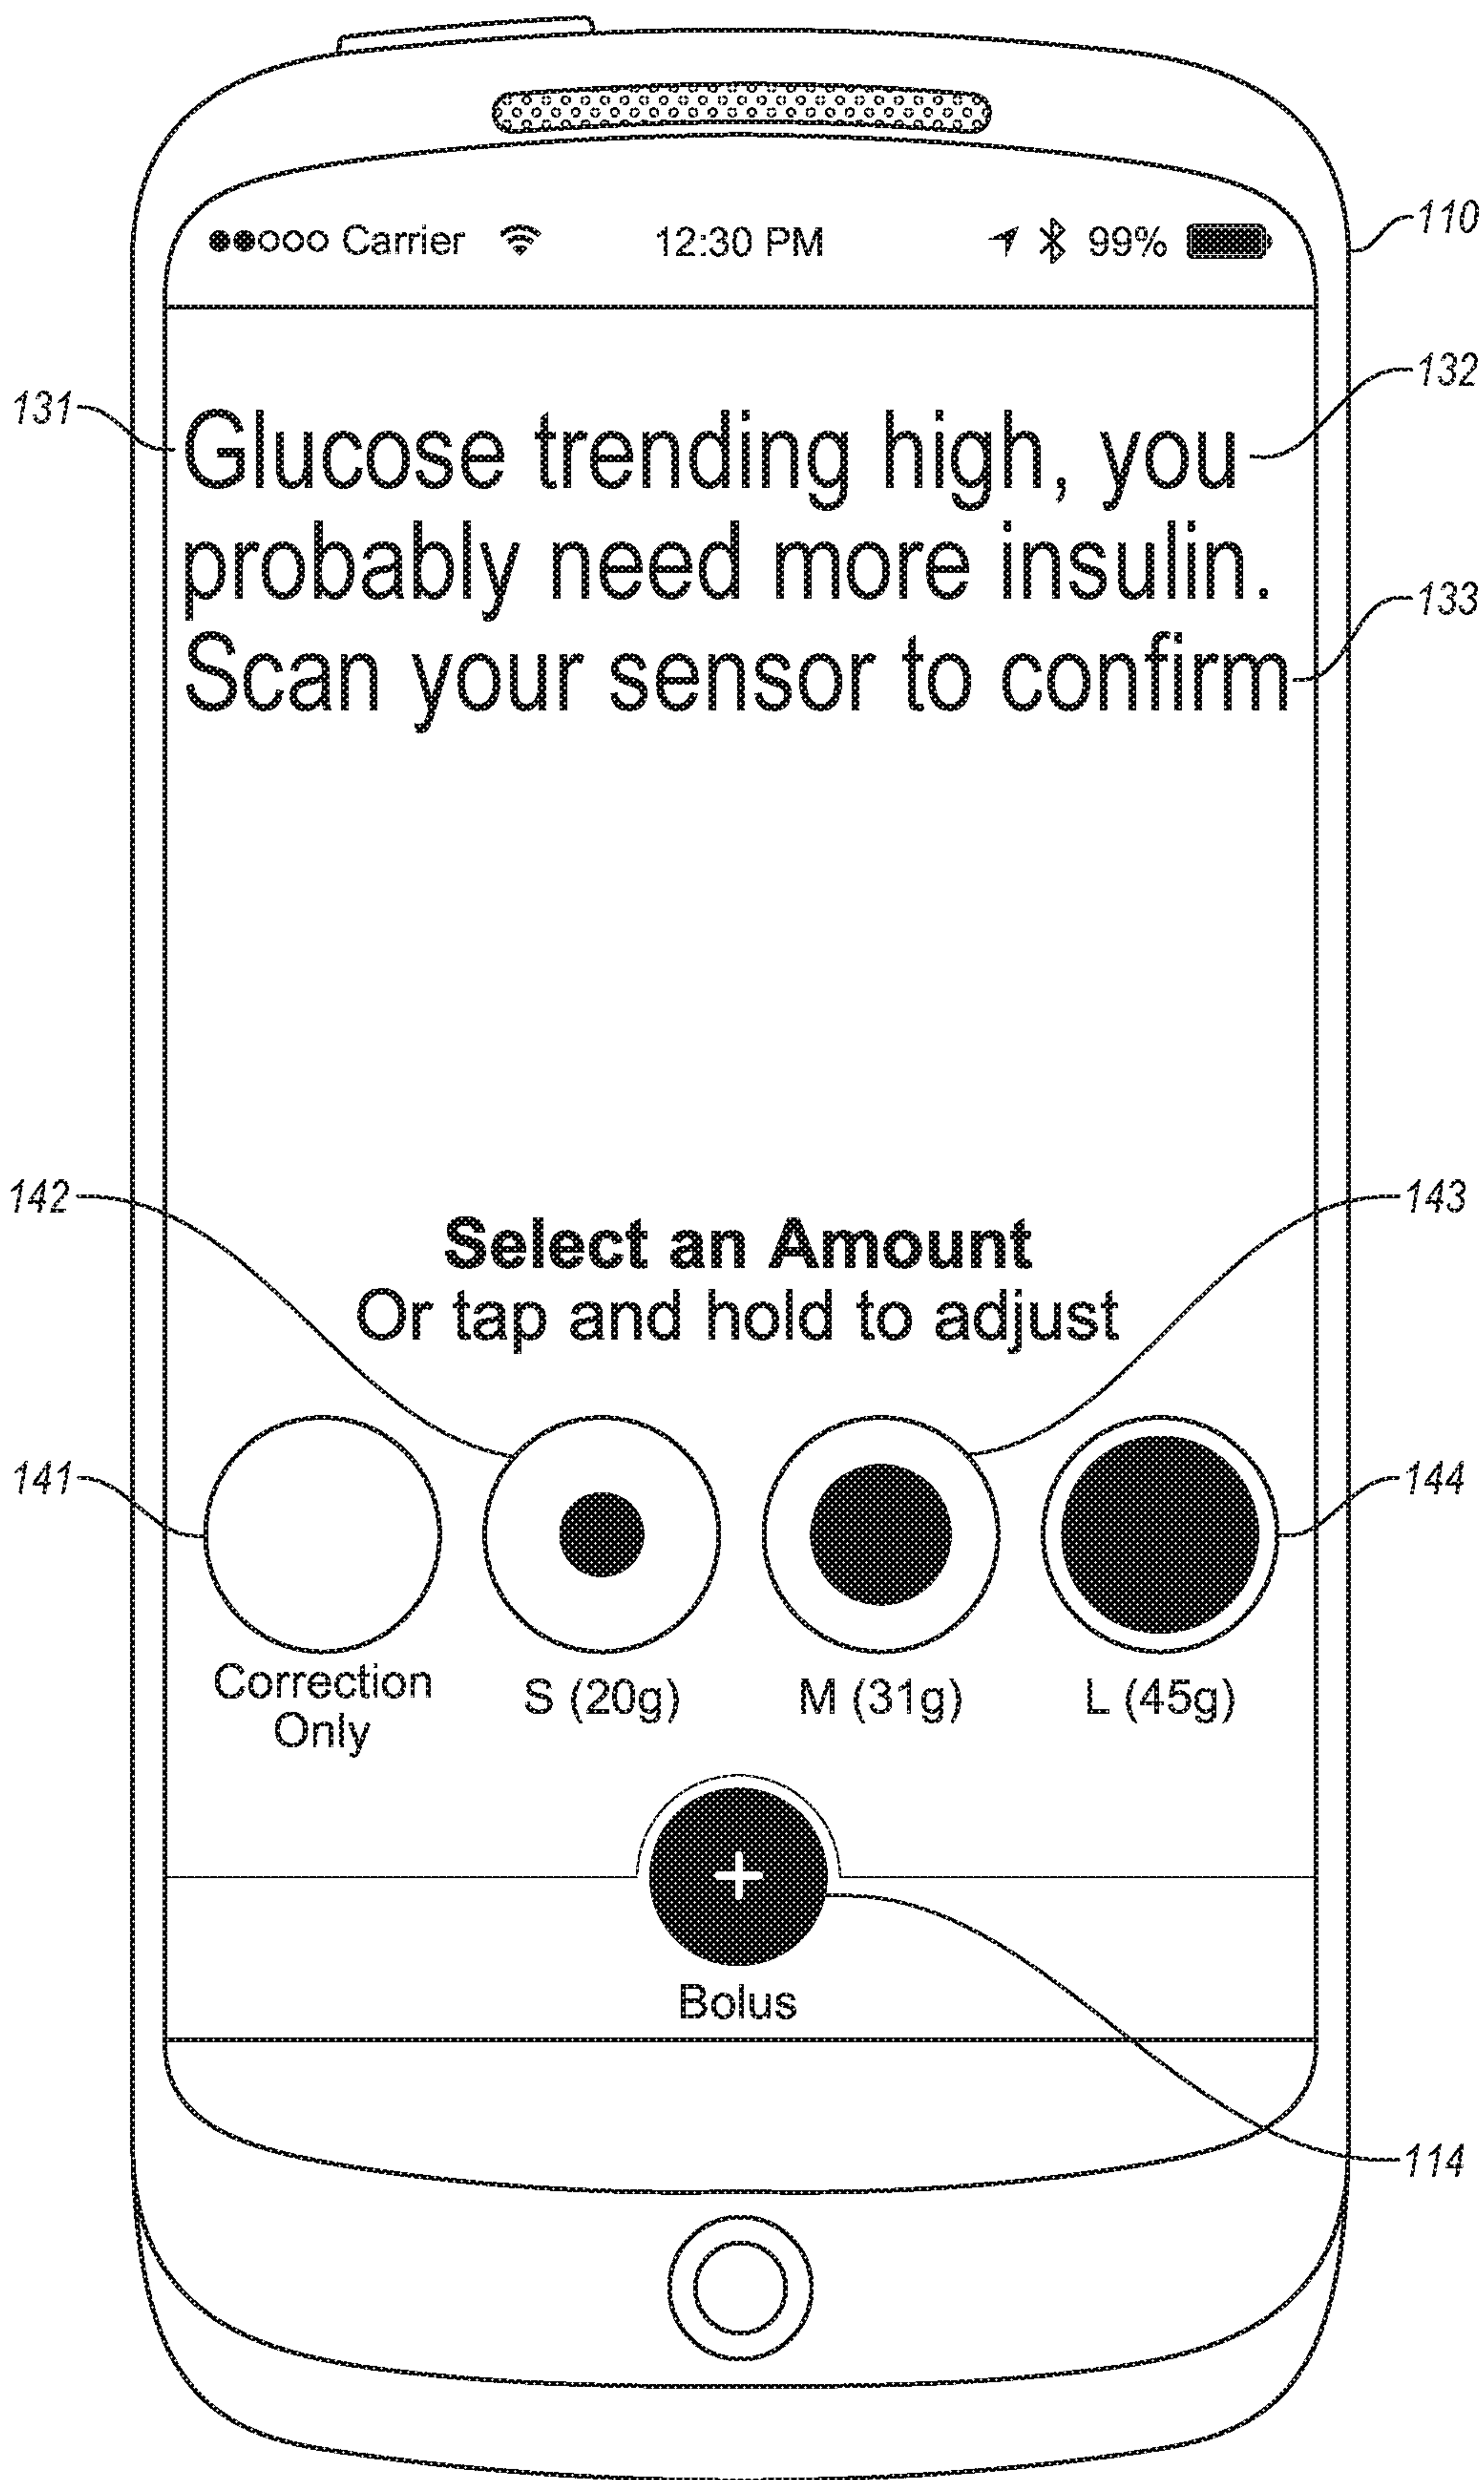 Carrier 12:30 PM 99%
110
132
131
Glucose trending high, you
probably need more insulin.
133
Scan your sensor to confirm
142
143
Select an Amount
Or tap and hold to adjust
141
144
Correction
Only
S (20g)
M (31g)
L (45g)
+
Bolus
114